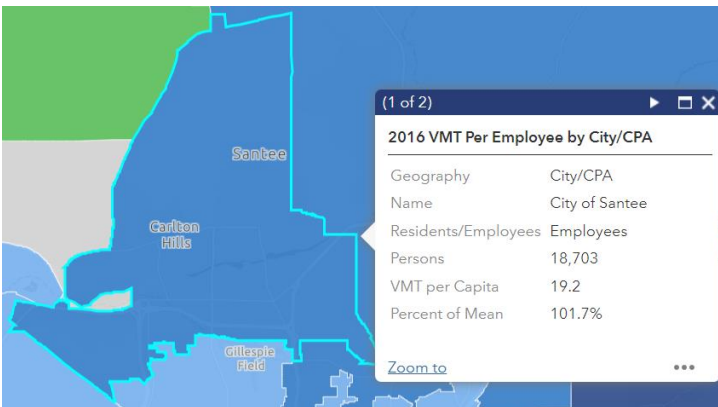 (1 of 2)
2016 VMT Per Employee by City/CPA
Geography City/CPA
Name City of Santee
Residents/Employees Employees
Persons 18,703
VMT per Capita 19.2
Percent of Mean 101.7%
Zoom to
Santee
Carlton
Hills
Gillespie
Field